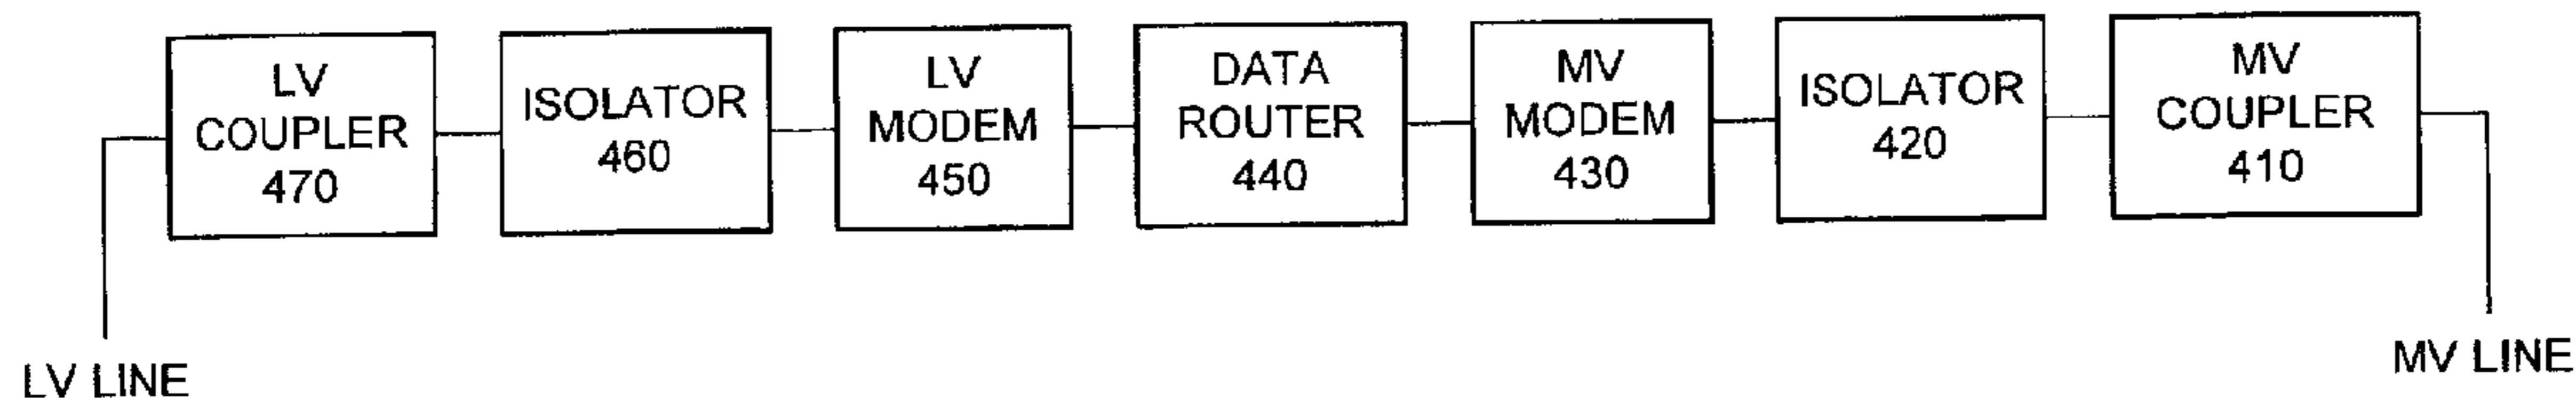 LV
COUPLER
470
ISOLATOR
460
LV
MODEM
450
DATA
ROUTER
440
MV
MODEM
430
ISOLATOR
420
MV
COUPLER
410
LV LINE
MV LINE